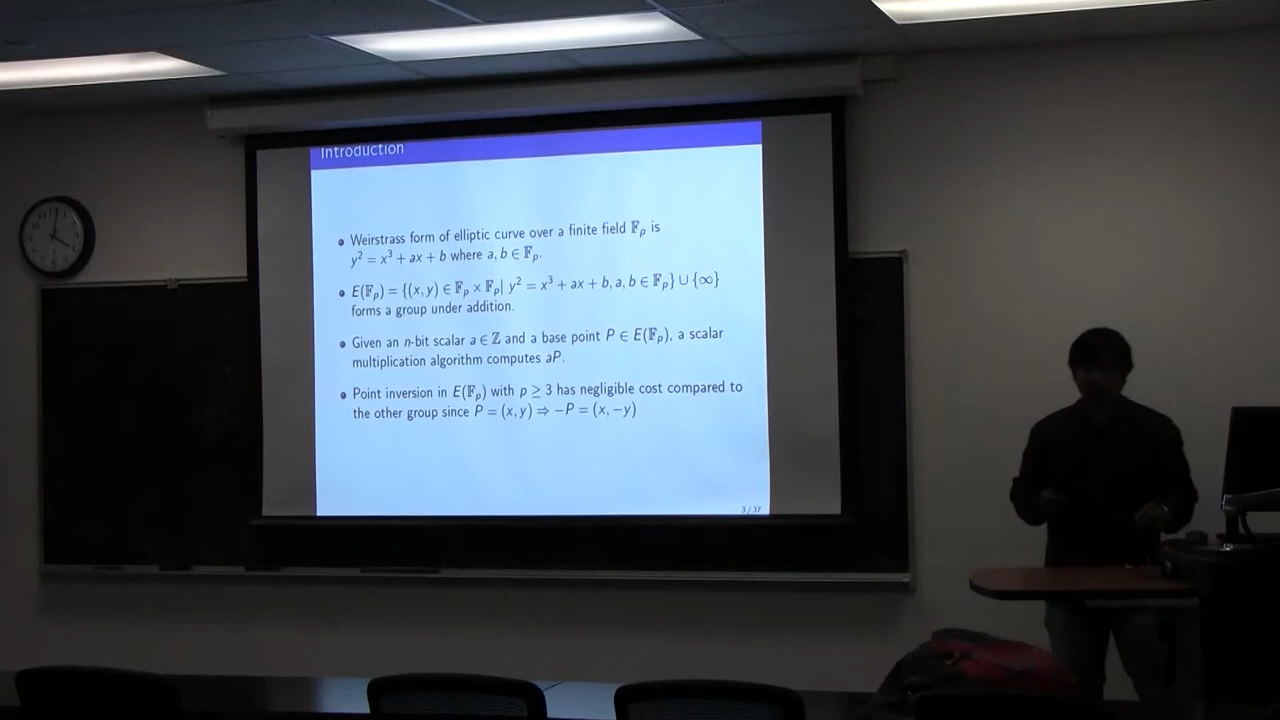 Introduction
Weirstrass form of elliptic curve over a finite field 𝔽ₚ is
y² = x³ + ax + b where a, b ∈ 𝔽ₚ.
E(𝔽ₚ) = {(x, y) ∈ 𝔽ₚ × 𝔽ₚ| y² = x³ + ax + b, a, b ∈ 𝔽ₚ} ∪ {∞}
forms a group under addition.
Given an n-bit scalar a ∈ ℤ and a base point P ∈ E(𝔽ₚ), a scalar
multiplication algorithm computes aP.
Point inversion in E(𝔽ₚ) with p ≥ 3 has negligible cost compared to
the other group since P = (x, y) ⇒ −P = (x, −y)
3 / 37